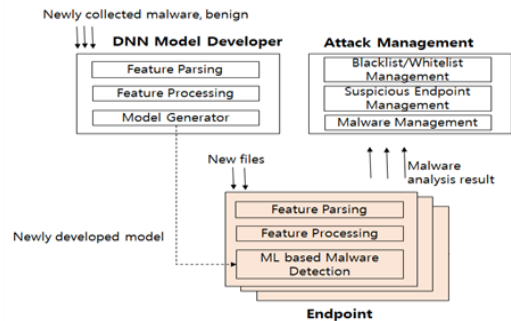 Newly collected malware, benign
DNN Model Developer
Feature Parsing
Feature Processing
Model Generator
Attack Management
Blacklist/Whitelist
Management
Suspicious Endpoint
Management
Malware Management
New files
Malware
analysis result
Newly developed model
Feature Parsing
Feature Processing
ML based Malware
Detection
Endpoint